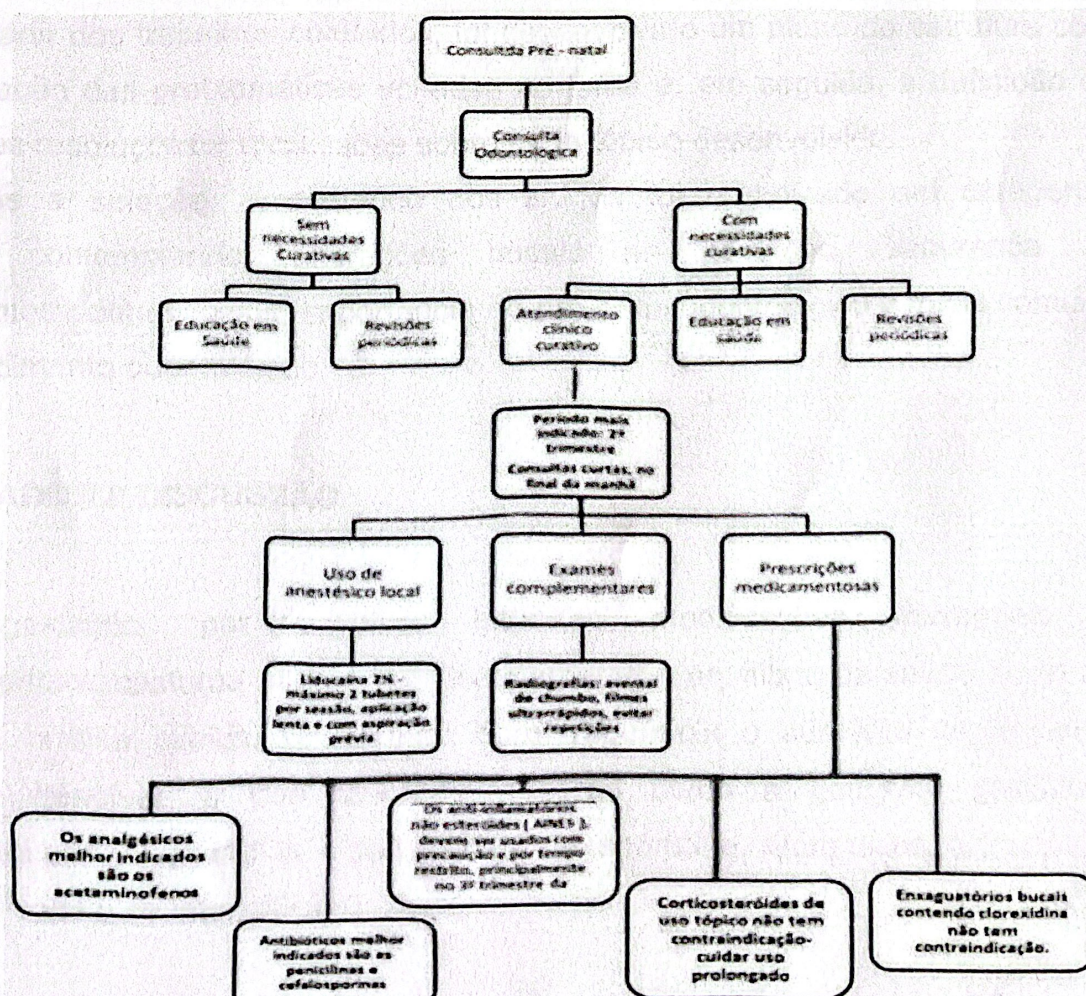 Consultda Pré - natal
Consulta
Odontológica
Sem
necessidades
Curativas
Com
necessidades
curativas
Educação em
Saúde
Revisões
periódicas
Atendimento
clínico
curativo
Educação em
saúde
Revisões
periódicas
Período mais
indicado: 2º
trimestre
Consultas curtas, no
final da manhã
Uso de
anestésico local
Exames
complementares
Prescrições
medicamentosas
2% -
máximo 2 tubetes
por sessão, aplicação
lenta e com aspiração
prévia
Radiografias: avental
de chumbo, filmes
ultrarrápidos, evitar
repetições
Os analgésicos
melhor indicados
são os
acetaminofenos
Antibióticos melhor
indicados são as
penicilinas e
cefalosporinas
Os anti-inflamatórios
não esteróides ( AINES ),
devem ser usados com
precaução e por tempo
restrito, principalmente
no 3º trimestre da
Corticosteróides de
uso tópico não tem
contraindicação-
cuidar uso
prolongado
Enxaguatórios bucais
contendo clorexidina
não tem
contraindicação.